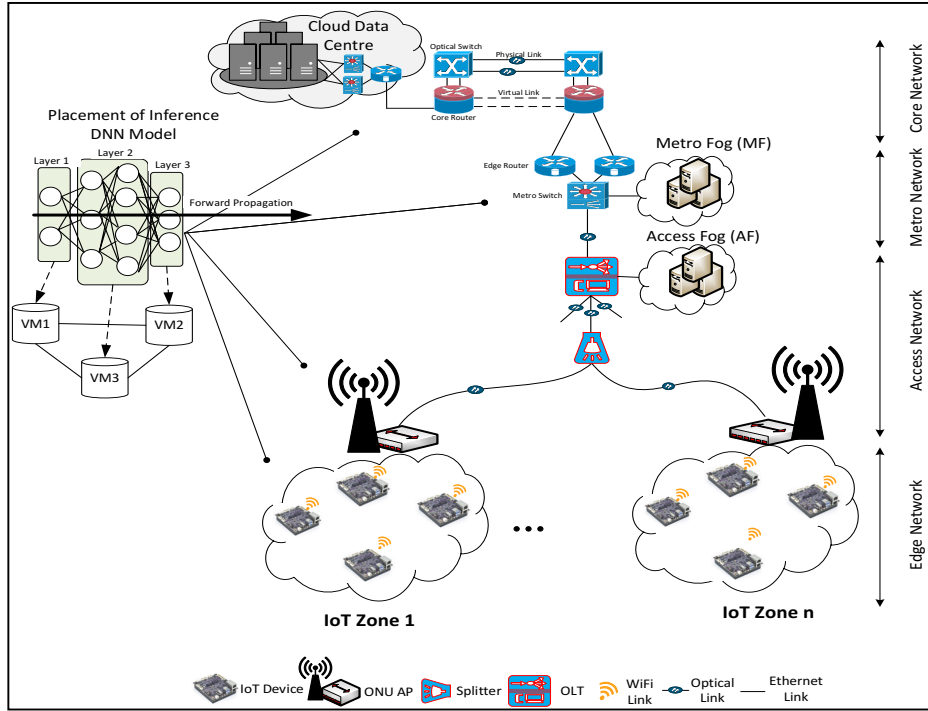 Cloud Data
Centre
Optical Switch
Physical Link
Virtual Link
Core Router
Core Network
Placement of Inference
DNN Model
Layer 1
Layer 2
Layer 3
Forward Propagation
VM1
VM2
VM3
Edge Router
Metro Switch
Metro Fog (MF)
Metro Network
Access Fog (AF)
Access Network
Edge Network
...
IoT Zone 1
IoT Zone n
IoT Device
ONU AP
Splitter
OLT
WiFi
Link
Optical
Link
Ethernet
Link